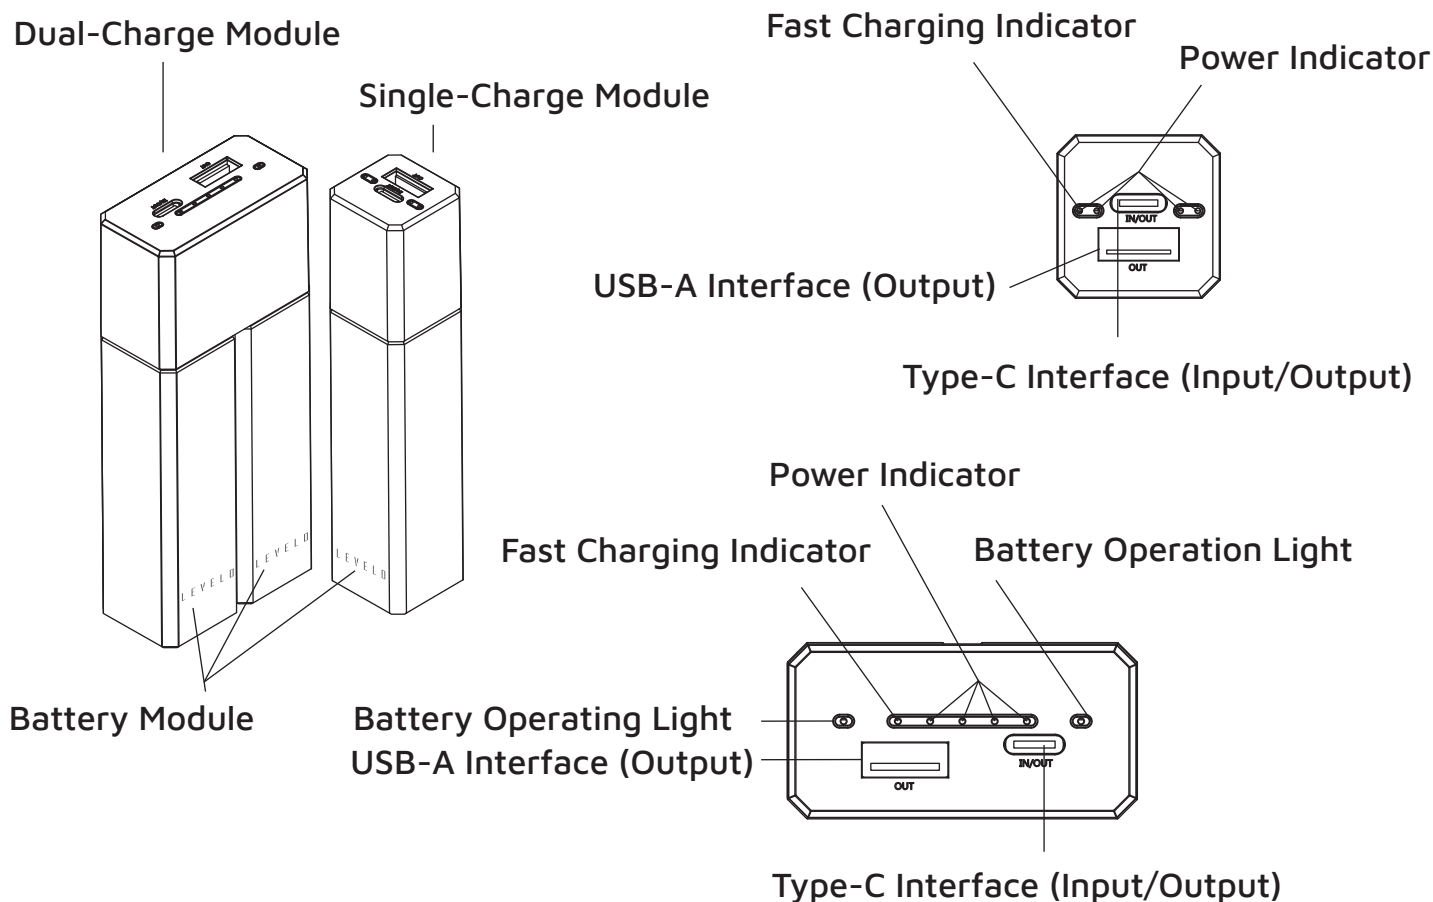 Dual-Charge Module
Single-Charge Module
Fast Charging Indicator
Power Indicator
IN/OUT
OUT
USB-A Interface (Output)
Type-C Interface (Input/Output)
Power Indicator
Fast Charging Indicator
Battery Operation Light
LEVELO
LEVELO
LEVELO
Battery Module
Battery Operating Light
USB-A Interface (Output)
IN/OUT
OUT
Type-C Interface (Input/Output)